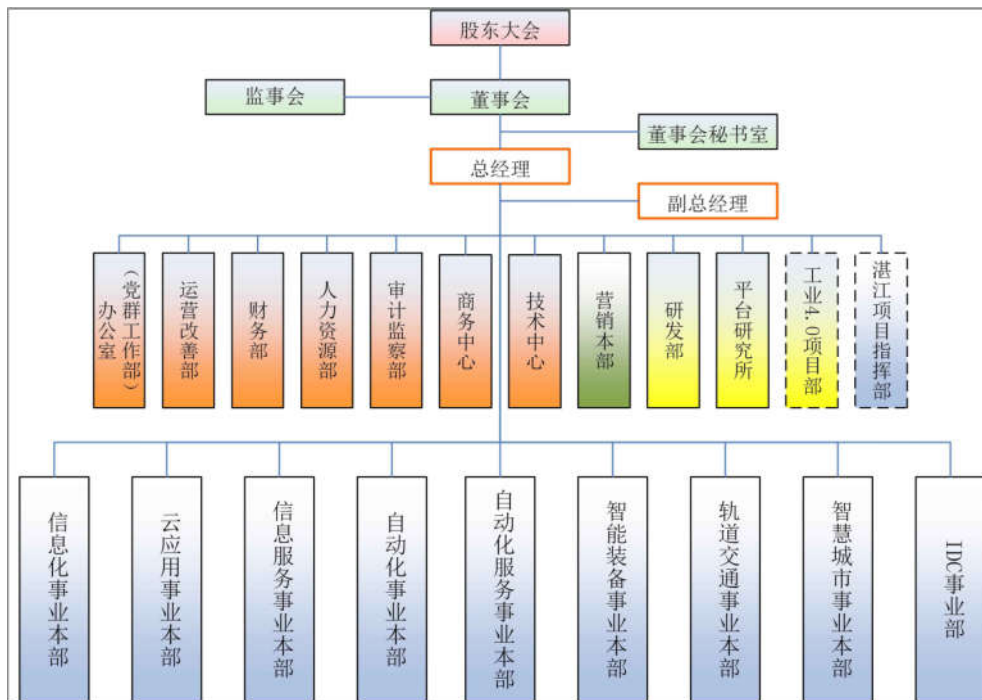 股东大会
监事会
董事会
董事会秘书室
总经理
副总经理
办公室
（党群工作部）
运营改善部
财务部
人力资源部
审计监察部
商务中心
技术中心
营销本部
研发部
平台研究所
工业4.0项目部
湛江项目指挥部
信息化事业本部
云应用事业本部
信息服务事业本部
自动化事业本部
自动化服务事业本部
智能装备事业本部
轨道交通事业本部
智慧城市事业本部
IDC事业部